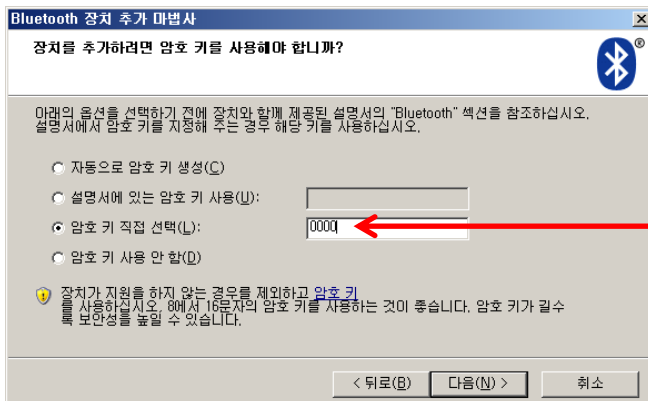 Bluetooth 장치 추가 마법사
장치를 추가하려면 암호 키를 사용해야 합니까?
아래의 옵션을 선택하기 전에 장치와 함께 제공된 설명서의 "Bluetooth" 섹션을 참조하십시오.
설명서에서 암호 키를 지정해 주는 경우 해당 키를 사용하십시오.
자동으로 암호 키 생성(C)
설명서에 있는 암호 키 사용(U):
암호 키 직접 선택(L): 0000
암호 키 사용 안 함(D)
장치가 지원을 하지 않는 경우를 제외하고 암호 키
를 사용하십시오. 8에서 16문자의 암호 키를 사용하는 것이 좋습니다. 암호 키가 길수
록 보안성을 높일 수 있습니다.
< 뒤로(B) 다음(N) > 취소